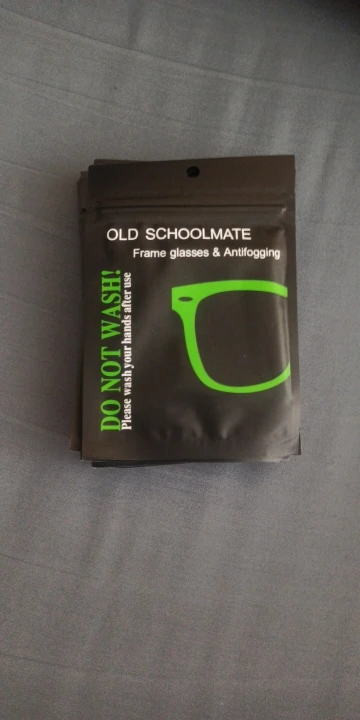 OLD SCHOOLMATE
Frame glasses & Antifogging
DO NOT WASH!
Please wash your hands after use